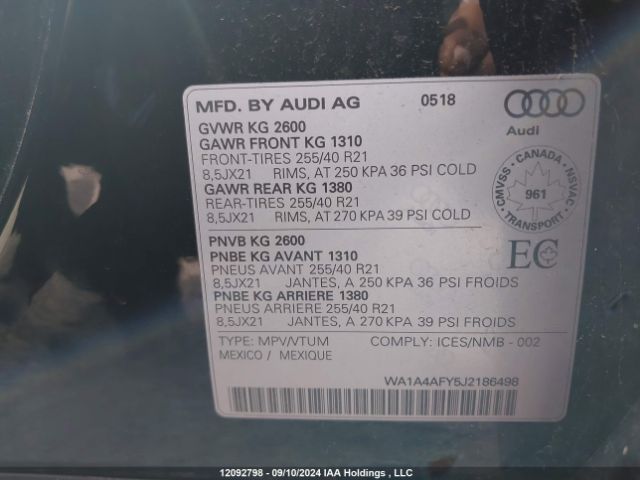 MFD. BY AUDI AG 0518
Audi
GVWR KG 2600
GAWR FRONT KG 1310
FRONT-TIRES 255/40 R21
8,5JX21 RIMS, AT 250 KPA 36 PSI COLD
GAWR REAR KG 1380
REAR-TIRES 255/40 R21
8,5JX21 RIMS, AT 270 KPA 39 PSI COLD
CMVSS - CANADA - NSVAC
961
TRANSPORT
EC
PNVB KG 2600
PNBE KG AVANT 1310
PNEUS AVANT 255/40 R21
8,5JX21 JANTES, A 250 KPA 36 PSI FROIDS
PNBE KG ARRIERE 1380
PNEUS ARRIERE 255/40 R21
8,5JX21 JANTES, A 270 KPA 39 PSI FROIDS
TYPE: MPV/VTUM COMPLY: ICES/NMB - 002
MEXICO / MEXIQUE
WA1A4AFY5J2186498
12092798 - 09/10/2024 IAA Holdings , LLC